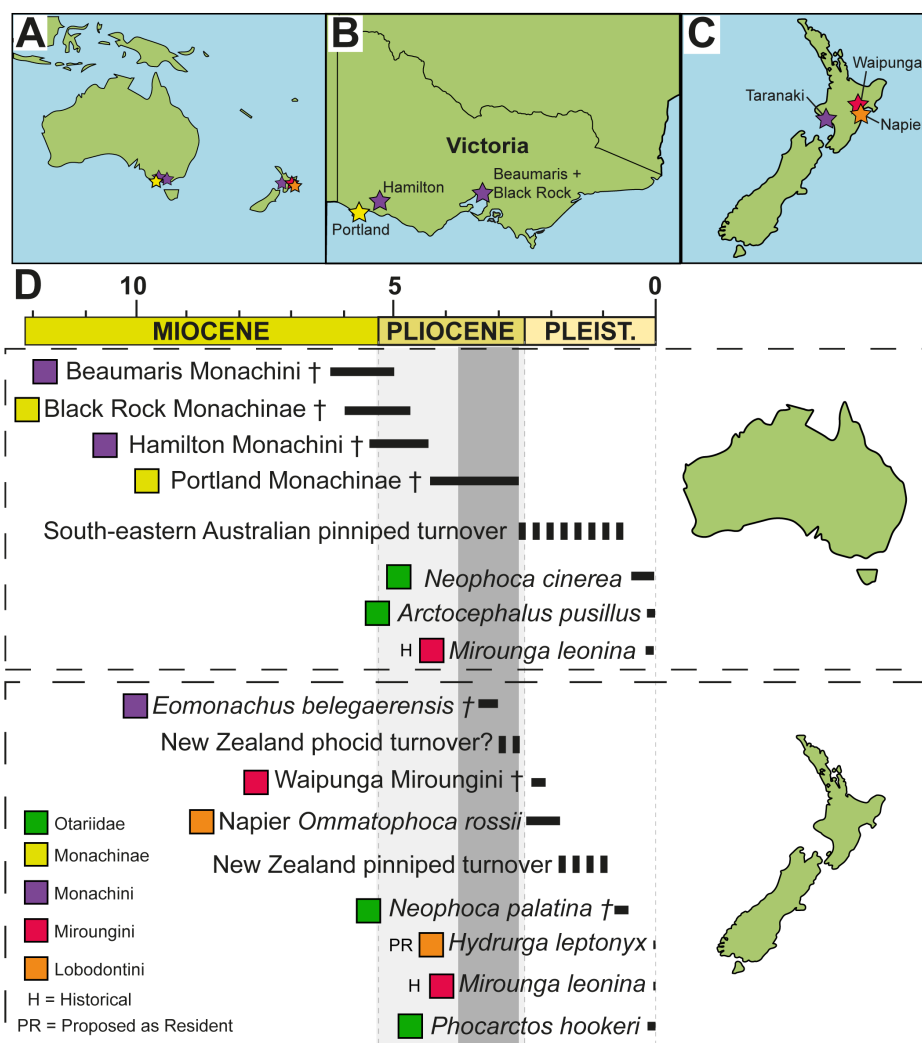 A
B
C
Victoria
Hamilton
Beaumaris +
Black Rock
Portland
Waipunga
Taranaki
Napier
D
10
5
0
MIOCENE
PLIOCENE
PLEIST.
Beaumaris Monachini †
Black Rock Monachinae †
Hamilton Monachini †
Portland Monachinae †
South-eastern Australian pinniped turnover
Neophoca cinerea
Arctocephalus pusillus
H Mirounga leonina
Eomonachus belegaerensis †
New Zealand phocid turnover?
Waipunga Miroungini †
Napier Ommatophoca rossii
New Zealand pinniped turnover
Neophoca palatina †
PR Hydrurga leptonyx
H Mirounga leonina
Phocarctos hookeri
Otariidae
Monachinae
Monachini
Miroungini
Lobodontini
H = Historical
PR = Proposed as Resident